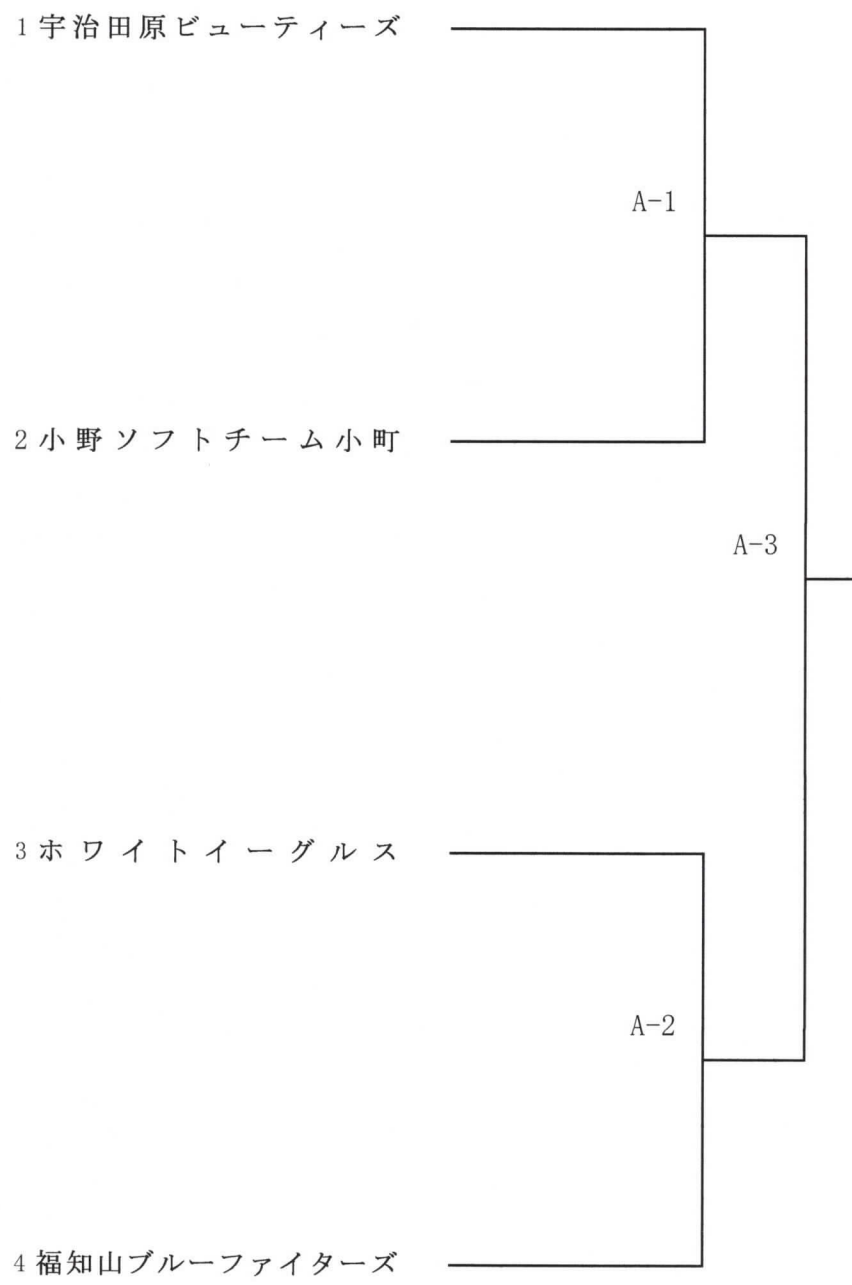 1宇治田原ビューティーズ
A-1
2小野ソフトチーム小町
A-3
3ホワイトイーグルス
A-2
4福知山ブルーファイターズ